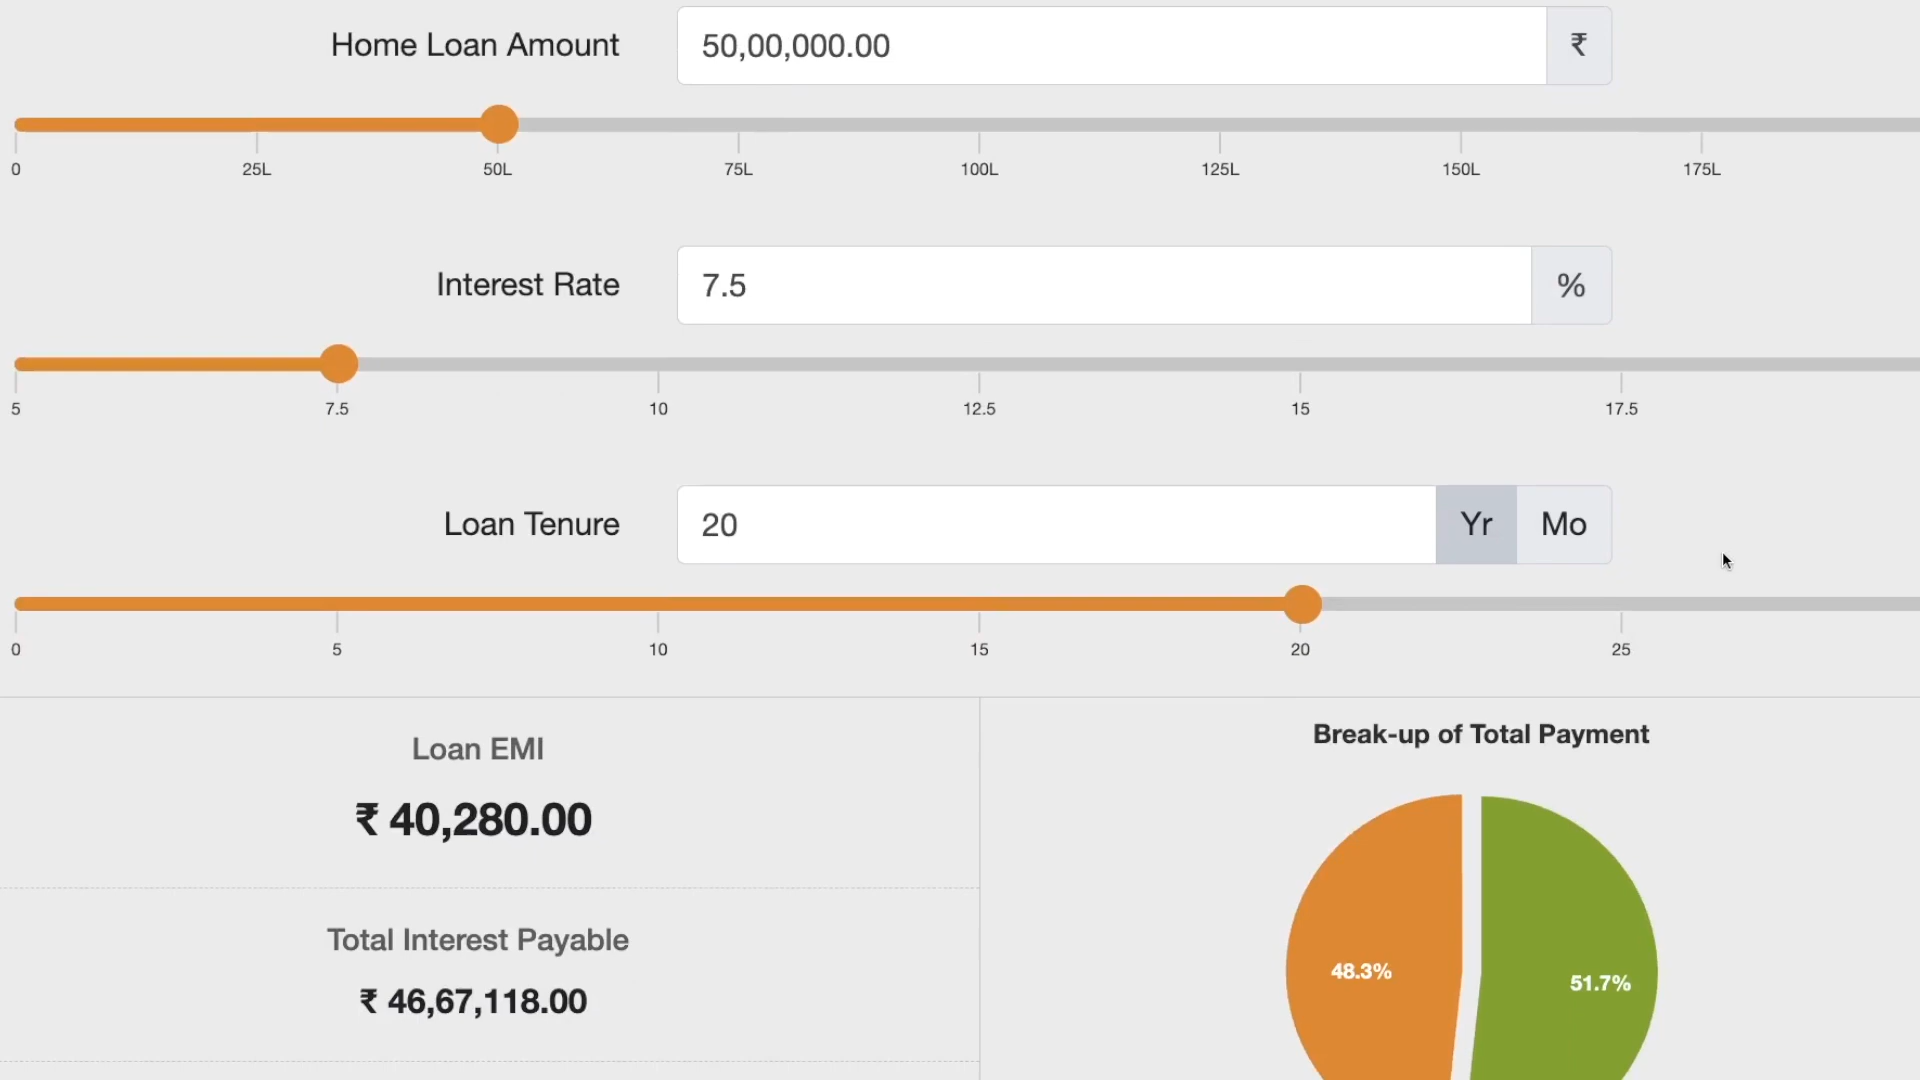 Home Loan Amount
50,00,000.00
₹
0 25L 50L 75L 100L 125L 150L 175L
Interest Rate
7.5
%
5 7.5 10 12.5 15 17.5
Loan Tenure
20
Yr Mo
0 5 10 15 20 25
Loan EMI
₹ 40,280.00
Total Interest Payable
₹ 46,67,118.00
Break-up of Total Payment
48.3%
51.7%